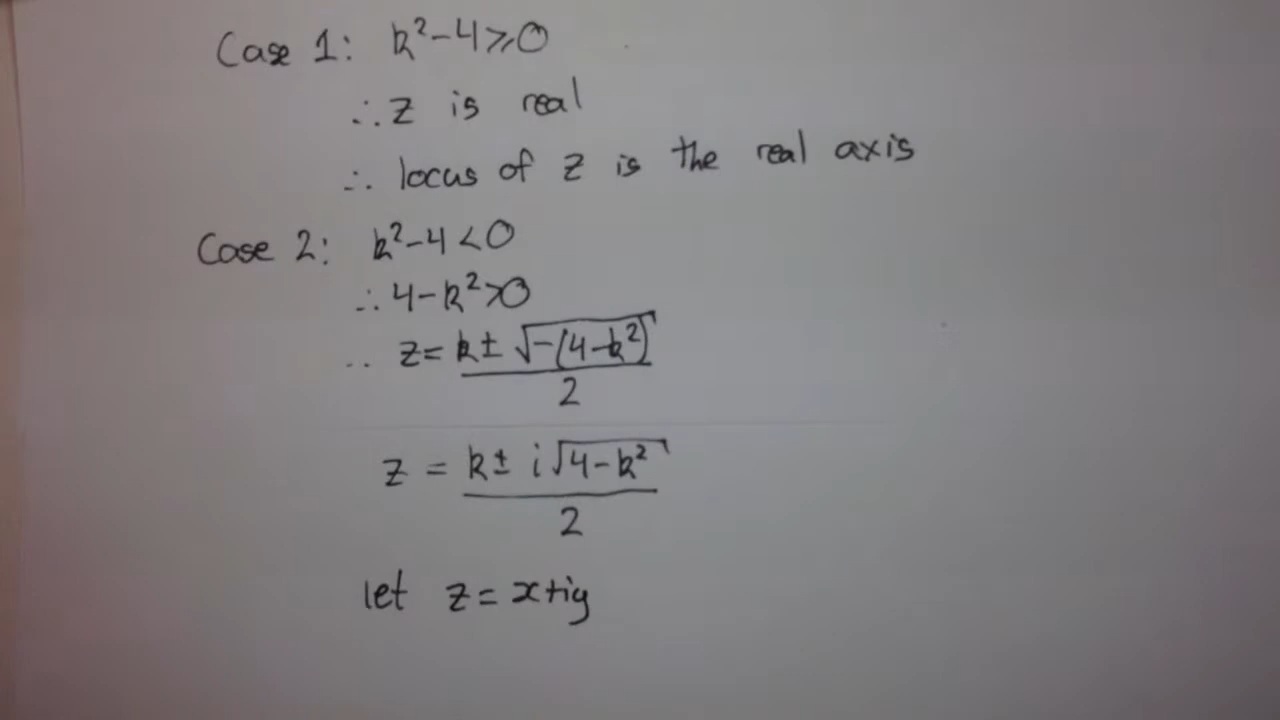 Case 1: k²-4≥0
∴ z is real
∴ locus of z is the real axis
Case 2: k²-4<0
∴ 4-k²>0
∴ z = (k ± √(-(4-k²)))/2
z = (k ± i√(4-k²))/2
let z = x+iy